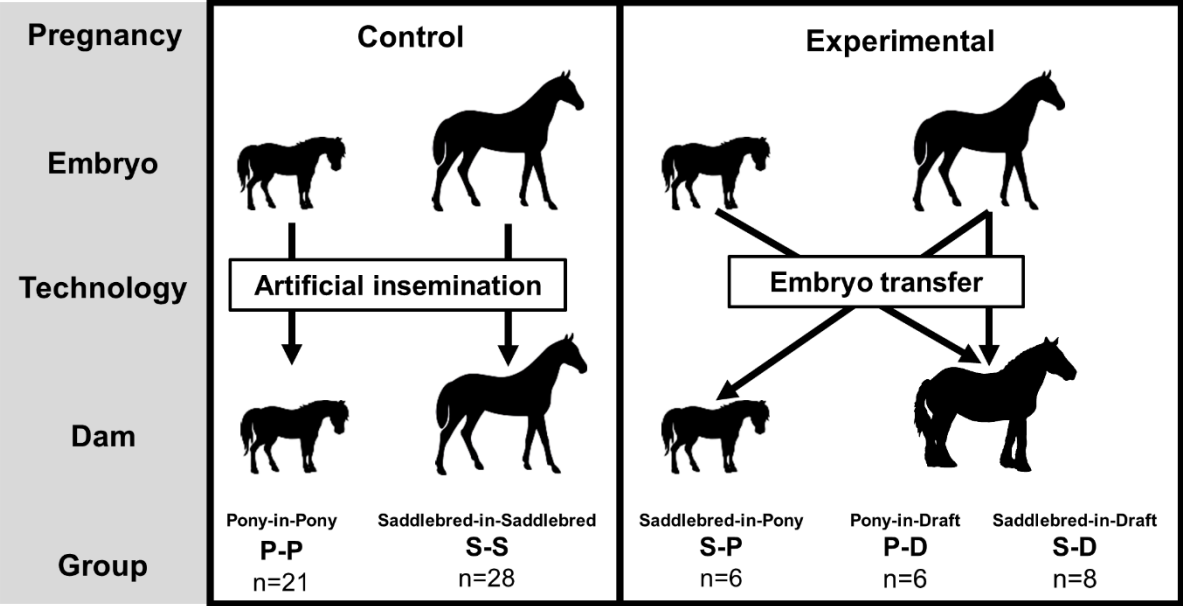 Pregnancy
Control
Experimental
Embryo
Technology
Artificial insemination
Embryo transfer
Dam
Group
Pony-in-Pony
P-P
n=21
Saddlebred-in-Saddlebred
S-S
n=28
Saddlebred-in-Pony
S-P
n=6
Pony-in-Draft
P-D
n=6
Saddlebred-in-Draft
S-D
n=8